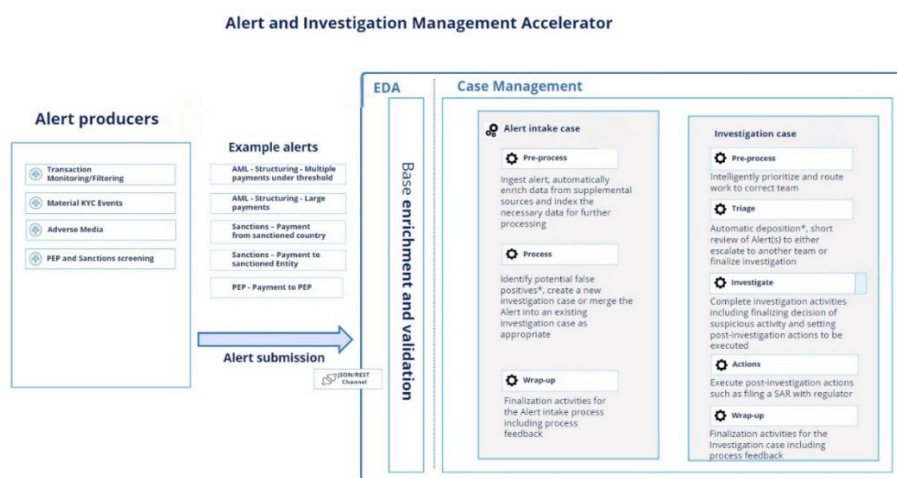 Alert and Investigation Management Accelerator
Alert producers
Transaction
Monitoring/Filtering
Material KYC Events
Adverse Media
PEP and Sanctions screening
Example alerts
AML - Structuring - Multiple
payments under threshold
AML - Structuring - Large
payments
Sanctions - Payment
from sanctioned country
Sanctions - Payment to
sanctioned Entity
PEP - Payment to PEP
Alert submission
JSON/REST
Channel
EDA
Base enrichment and validation
Case Management
Alert intake case
Pre-process
Ingest alert, automatically
enrich data from supplemental
sources and index the
necessary data for further
processing
Process
Identify potential false
positives*, create a new
investigation case or merge the
Alert into an existing
investigation case as
appropriate
Wrap-up
Finalization activities for
the Alert intake process
including process
feedback
Investigation case
Pre-process
Intelligently prioritize and route
work to correct team
Triage
Automatic deposition*, short
review of Alert(s) to either
escalate to another team or
finalize investigation
Investigate
Complete investigation activities
including finalizing decision of
suspicious activity and setting
post-investigation actions to be
executed
Actions
Execute post-investigation actions
such as filing a SAR with regulator
Wrap-up
Finalization activities for the
Investigation case including
process feedback